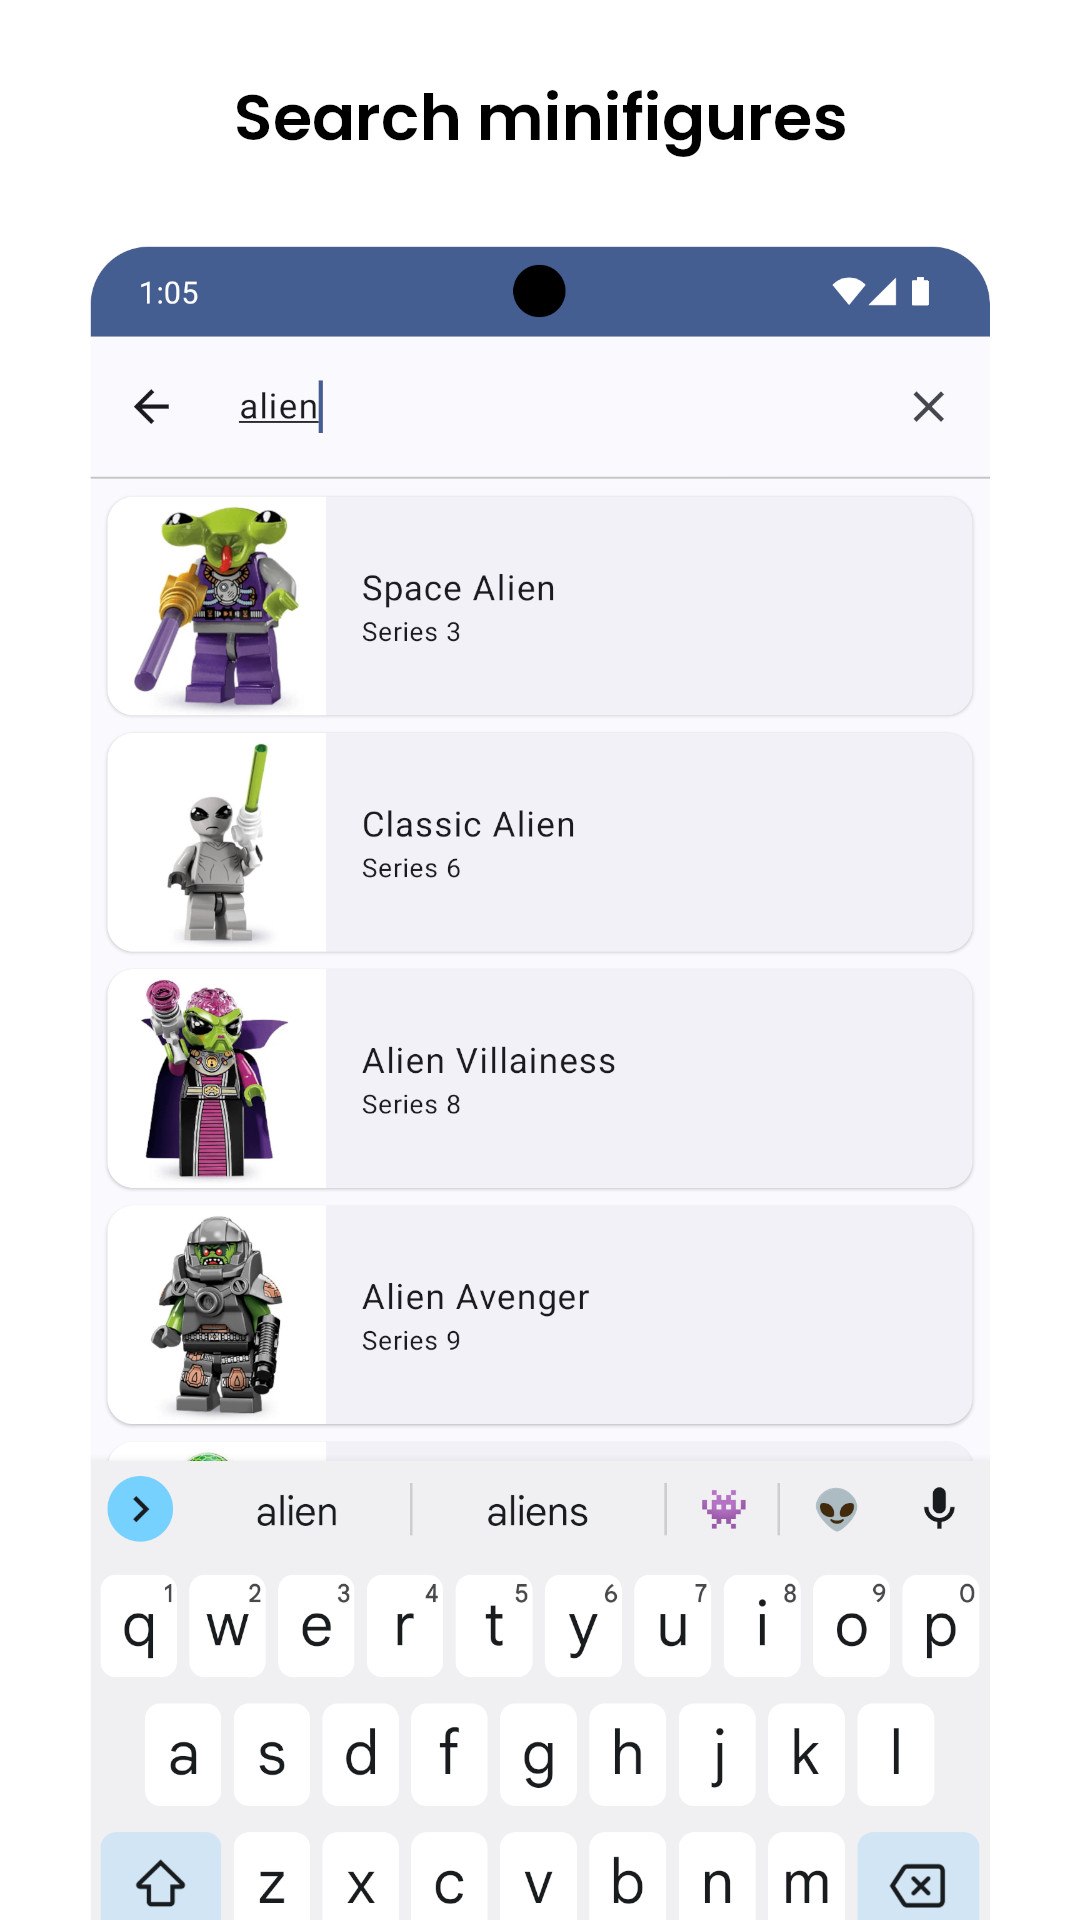 Search minifigures
1:05
alien
Space Alien
Series 3
Classic Alien
Series 6
Alien Villainess
Series 8
Alien Avenger
Series 9
alien aliens
1 2 3 4 5 6 7 8 9 0
q w e r t y u i o p
a s d f g h j k l
z x c v b n m